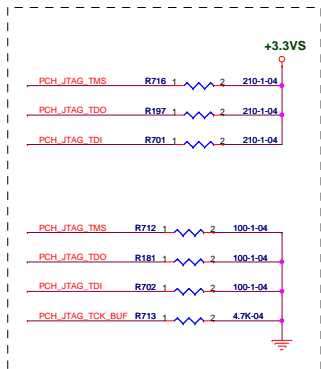 +3.3VS
PCH_JTAG_TMS R716 1 2 210-1-04
PCH_JTAG_TDO R197 1 2 210-1-04
PCH_JTAG_TDI R701 1 2 210-1-04
PCH_JTAG_TMS R712 1 2 100-1-04
PCH_JTAG_TDO R181 1 2 100-1-04
PCH_JTAG_TDI R702 1 2 100-1-04
PCH_JTAG_TCK_BUF R713 1 2 4.7K-04